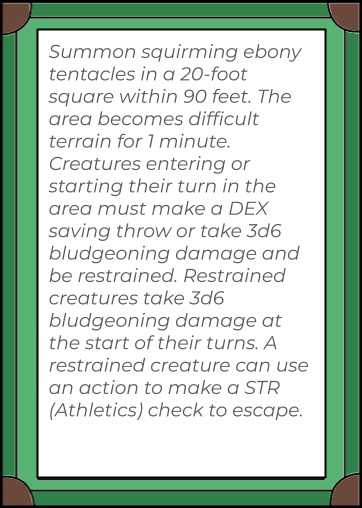 Summon squirming ebony
tentacles in a 20-foot
square within 90 feet. The
area becomes difficult
terrain for 1 minute.
Creatures entering or
starting their turn in the
area must make a DEX
saving throw or take 3d6
bludgeoning damage and
be restrained. Restrained
creatures take 3d6
bludgeoning damage at
the start of their turns. A
restrained creature can use
an action to make a STR
(Athletics) check to escape.